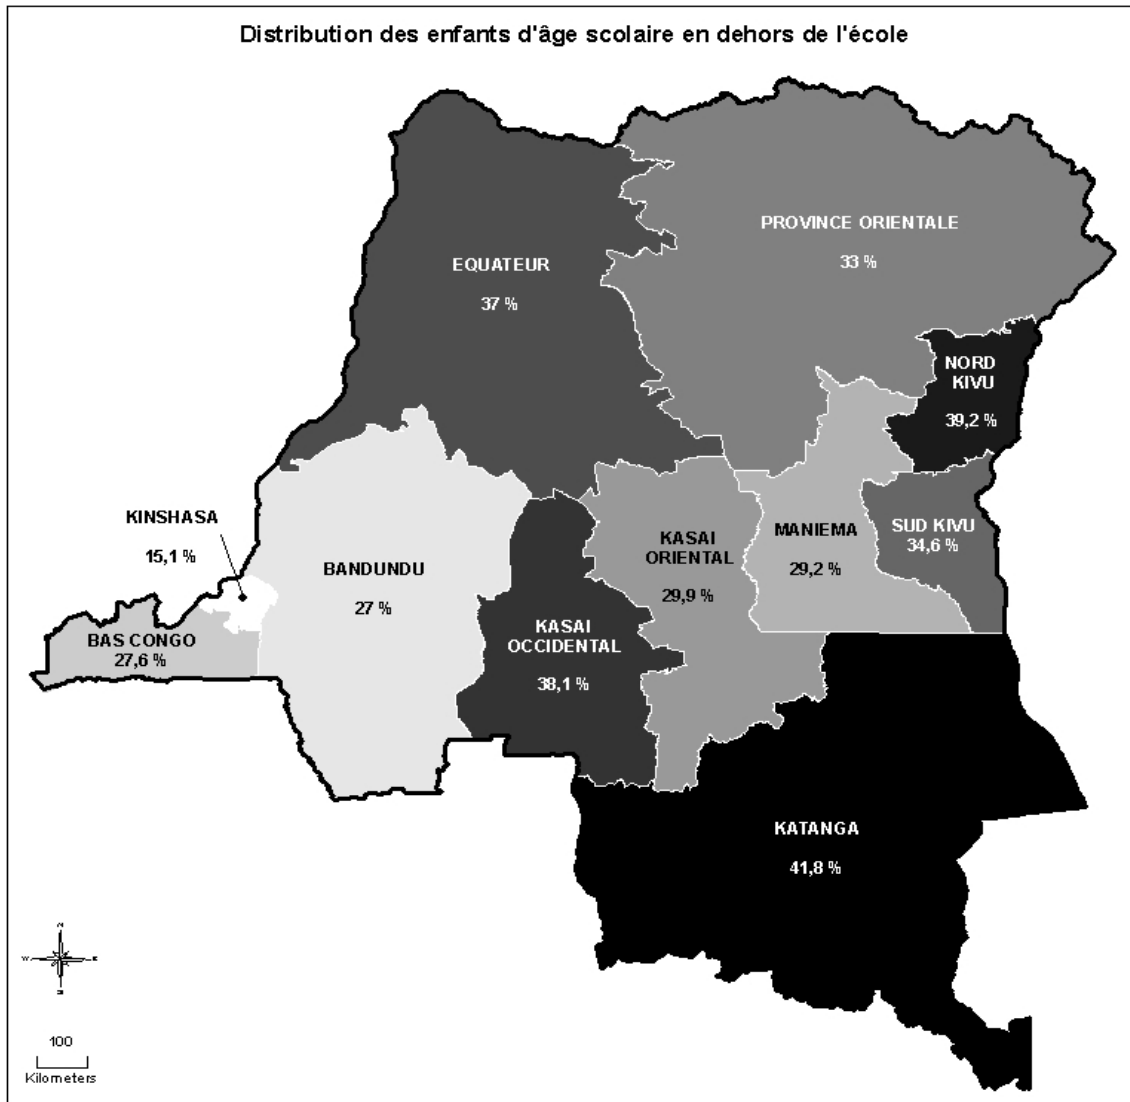 Distribution des enfants d'âge scolaire en dehors de l'école
PROVINCE ORIENTALE
33 %
EQUATEUR
37 %
NORD
KIVU
39,2 %
KINSHASA
15,1 %
BANDUNDU
27 %
KASAI
ORIENTAL
29,9 %
MANIEMA
29,2 %
SUD KIVU
34,6 %
BAS CONGO
27,6 %
KASAI
OCCIDENTAL
38,1 %
KATANGA
41,8 %
N
W E
S
100
Kilometers